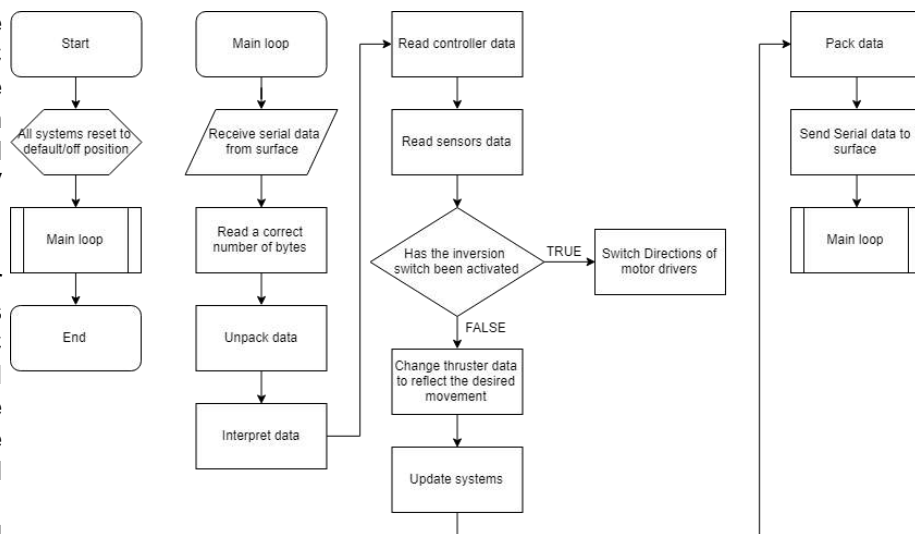 Start
All systems reset to
default/off position
Main loop
End
Main loop
Receive serial data
from surface
Read a correct
number of bytes
Unpack data
Interpret data
Read controller data
Read sensors data
Has the inversion
switch been activated
TRUE
Switch Directions of
motor drivers
FALSE
Change thruster data
to reflect the desired
movement
Update systems
Pack data
Send Serial data to
surface
Main loop